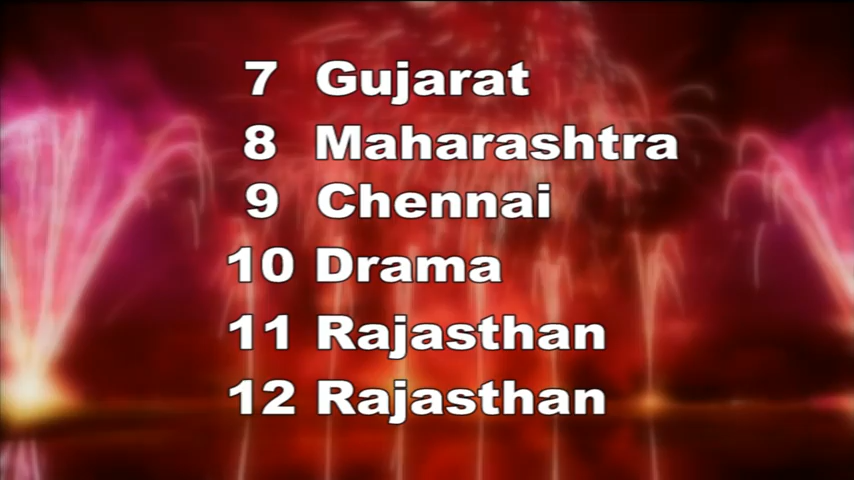 7 Gujarat
8 Maharashtra
9 Chennai
10 Drama
11 Rajasthan
12 Rajasthan